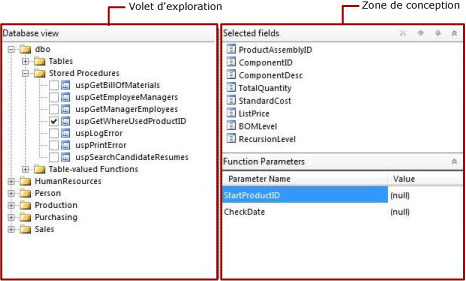 Volet d'exploration
Zone de conception
Database view
dbo
Tables
Stored Procedures
uspGetBillOfMaterials
uspGetEmployeeManagers
uspGetManagerEmployees
uspGetWhereUsedProductID
uspLogError
uspPrintError
uspSearchCandidateResumes
Table-valued Functions
HumanResources
Person
Production
Purchasing
Sales
Selected fields
ProductAssemblyID
ComponentID
ComponentDesc
TotalQuantity
StandardCost
ListPrice
BOMLevel
RecursionLevel
Function Parameters
Parameter Name Value
StartProductID (null)
CheckDate (null)